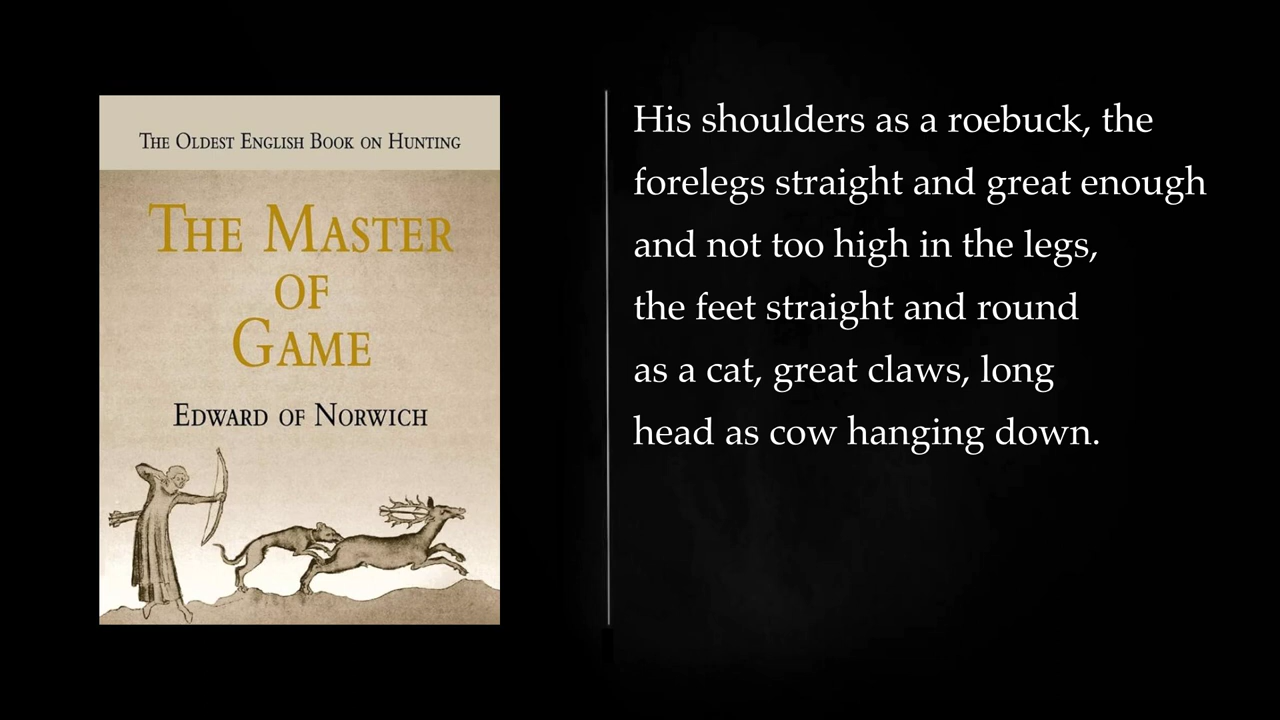 THE OLDEST ENGLISH BOOK ON HUNTING
THE MASTER
OF
GAME
EDWARD OF NORWICH
His shoulders as a roebuck, the
forelegs straight and great enough
and not too high in the legs,
the feet straight and round
as a cat, great claws, long
head as cow hanging down.